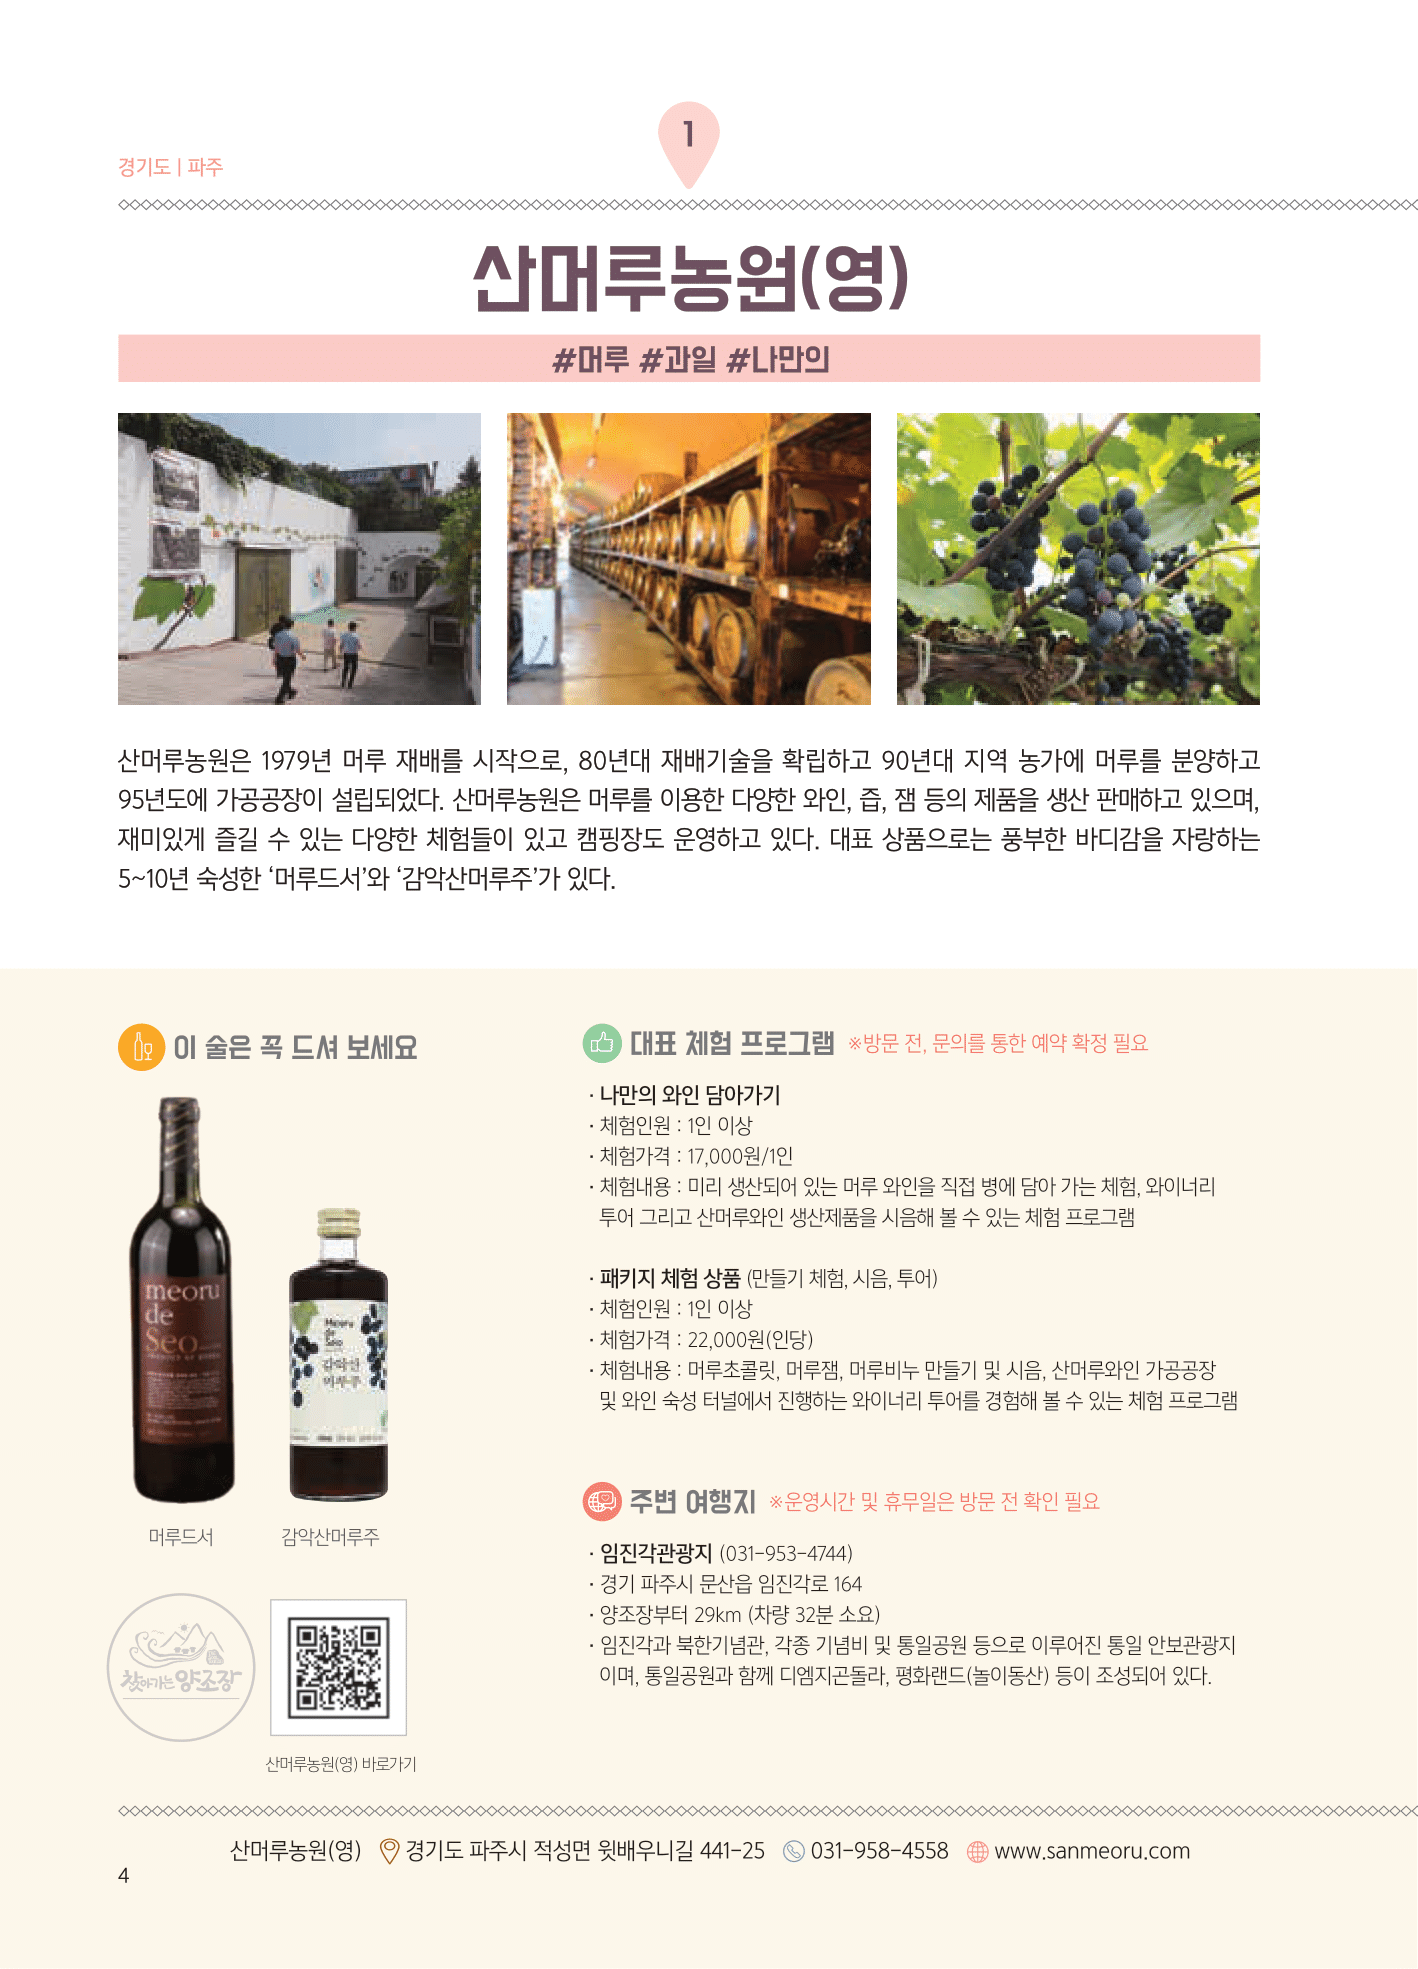 1
경기도 | 파주
산머루농원(영)
#머루 #과일 #나만의
산머루농원은 1979년 머루 재배를 시작으로, 80년대 재배기술을 확립하고 90년대 지역 농가에 머루를 분양하고
95년도에 가공공장이 설립되었다. 산머루농원은 머루를 이용한 다양한 와인, 즙, 잼 등의 제품을 생산 판매하고 있으며,
재미있게 즐길 수 있는 다양한 체험들이 있고 캠핑장도 운영하고 있다. 대표 상품으로는 풍부한 바디감을 자랑하는
5~10년 숙성한 ‘머루드서’와 ‘감악산머루주’가 있다.
이 술은 꼭 드셔 보세요
meoru
de
Seo
Meoru
de
Seo
감악산
머루주
머루드서
감악산머루주
찾아가는 양조장
산머루농원(영) 바로가기
대표 체험 프로그램 ※방문 전, 문의를 통한 예약 확정 필요
· 나만의 와인 담아가기
· 체험인원 : 1인 이상
· 체험가격 : 17,000원/1인
· 체험내용 : 미리 생산되어 있는 머루 와인을 직접 병에 담아 가는 체험, 와이너리
투어 그리고 산머루와인 생산제품을 시음해 볼 수 있는 체험 프로그램
· 패키지 체험 상품 (만들기 체험, 시음, 투어)
· 체험인원 : 1인 이상
· 체험가격 : 22,000원(인당)
· 체험내용 : 머루초콜릿, 머루잼, 머루비누 만들기 및 시음, 산머루와인 가공공장
및 와인 숙성 터널에서 진행하는 와이너리 투어를 경험해 볼 수 있는 체험 프로그램
주변 여행지 ※운영시간 및 휴무일은 방문 전 확인 필요
· 임진각관광지 (031-953-4744)
· 경기 파주시 문산읍 임진각로 164
· 양조장부터 29km (차량 32분 소요)
· 임진각과 북한기념관, 각종 기념비 및 통일공원 등으로 이루어진 통일 안보관광지
이며, 통일공원과 함께 디엠지곤돌라, 평화랜드(놀이동산) 등이 조성되어 있다.
산머루농원(영) 경기도 파주시 적성면 윗배우니길 441-25 031-958-4558 www.sanmeoru.com
4